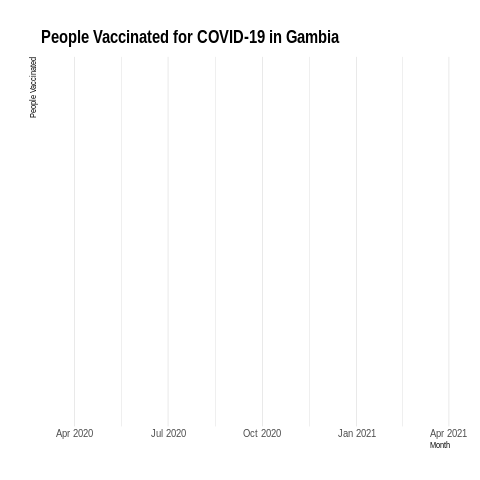 People Vaccinated for COVID-19 in Gambia
People Vaccinated
Apr 2020
Jul 2020
Oct 2020
Jan 2021
Apr 2021
Month